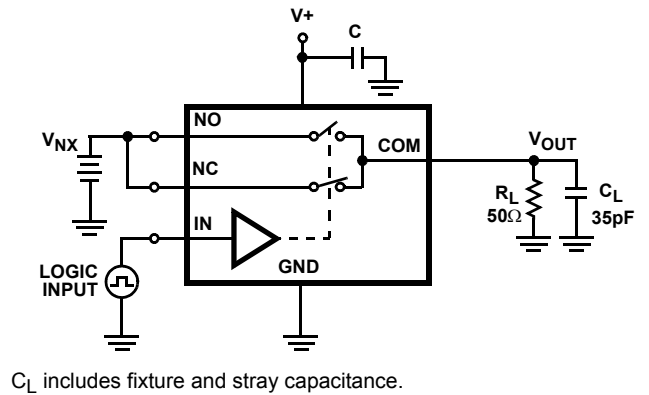 V+
C
NO
V_NX
COM
V_OUT
NC
R_L
50Ω
C_L
35pF
IN
LOGIC
INPUT
GND
C_L includes fixture and stray capacitance.